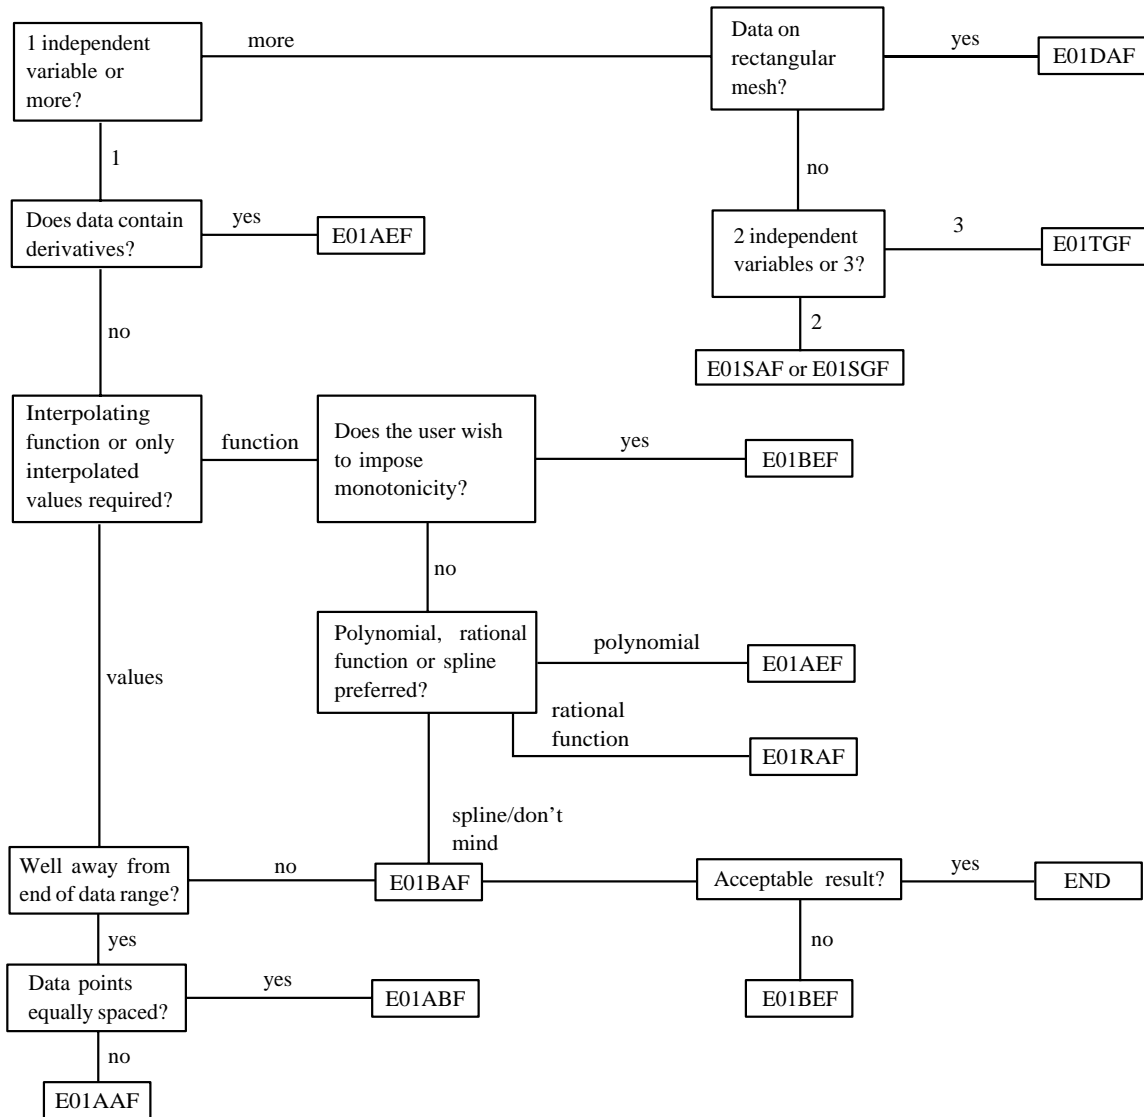 1 independent
variable or
more?
more
Data on
rectangular
mesh?
yes
E01DAF
1
no
Does data contain
derivatives?
yes
E01AEF
2 independent
variables or 3?
3
E01TGF
no
2
E01SAF or E01SGF
Interpolating
function or only
interpolated
values required?
function
Does the user wish
to impose
monotonicity?
yes
E01BEF
no
Polynomial, rational
function or spline
preferred?
polynomial
E01AEF
values
rational
function
E01RAF
spline/don't
mind
Well away from
end of data range?
no
E01BAF
Acceptable result?
yes
END
yes
no
Data points
equally spaced?
yes
E01ABF
E01BEF
no
E01AAF